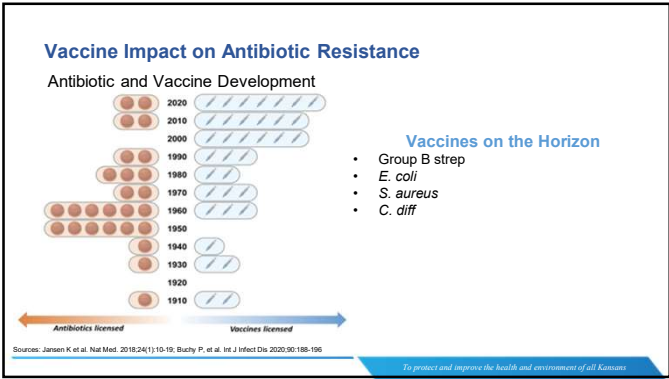 Vaccine Impact on Antibiotic Resistance
Antibiotic and Vaccine Development
2020
2010
2000
1990
1980
1970
1960
1950
1940
1930
1920
1910
Antibiotics licensed
Vaccines licensed
Vaccines on the Horizon
• Group B strep
• E. coli
• S. aureus
• C. diff
Sources: Jansen K et al. Nat Med. 2018;24(1):10-19; Buchy P, et al. Int J Infect Dis 2020;90:188-196
To protect and improve the health and environment of all Kansans